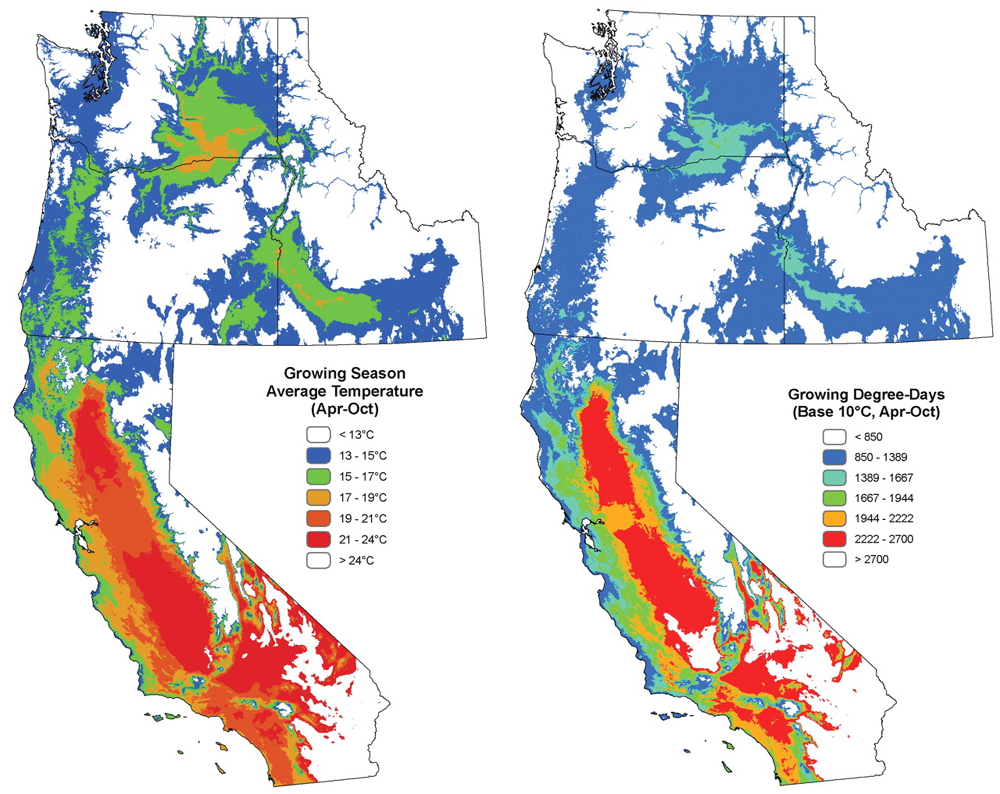 Growing Season
Average Temperature
(Apr-Oct)
< 13°C
13 - 15°C
15 - 17°C
17 - 19°C
19 - 21°C
21 - 24°C
> 24°C
Growing Degree-Days
(Base 10°C, Apr-Oct)
< 850
850 - 1389
1389 - 1667
1667 - 1944
1944 - 2222
2222 - 2700
> 2700